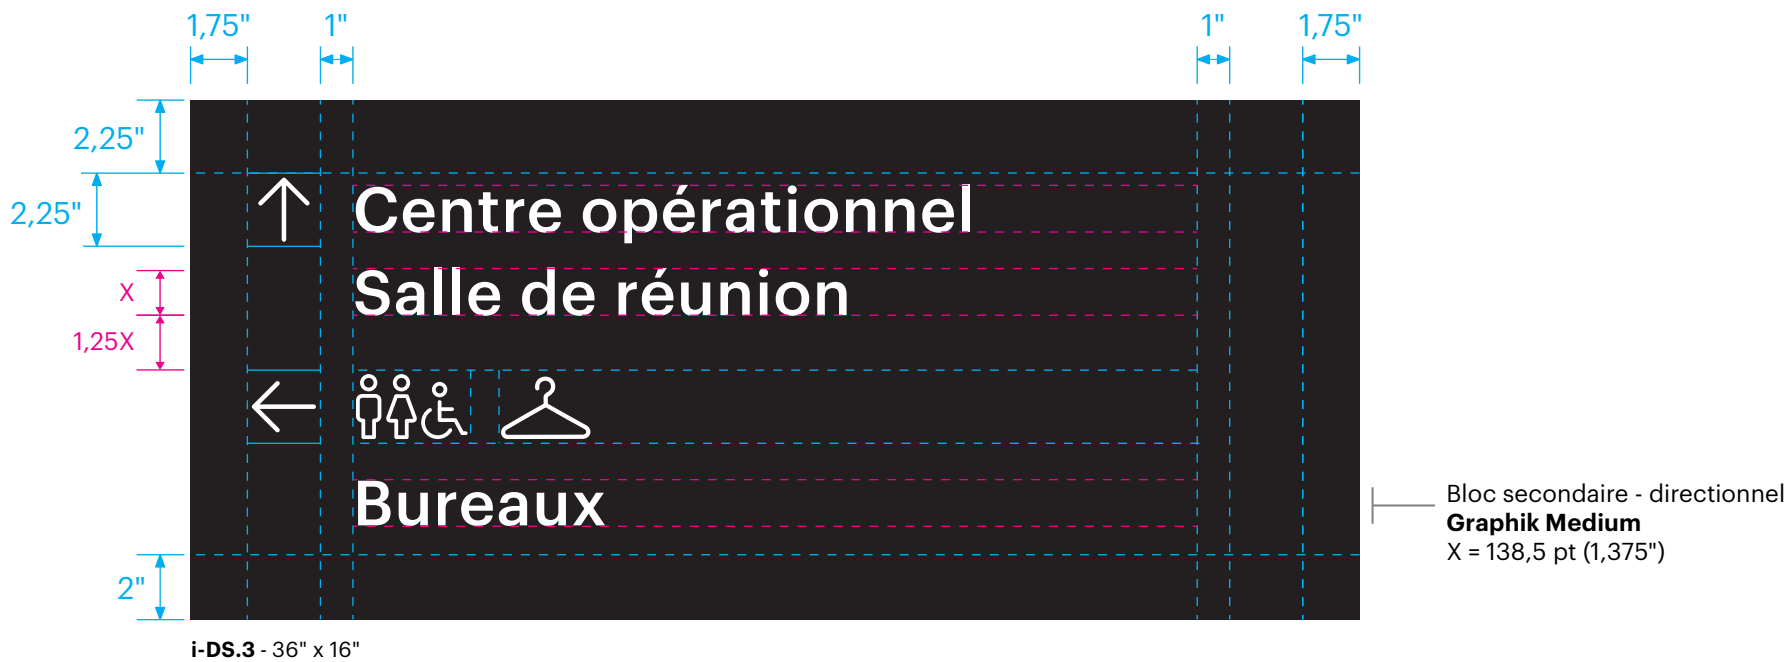 1,75" 1" 1" 1,75"
2,25"
2,25"
Centre opérationnel
X
Salle de réunion
1,25X
Bureaux
Bloc secondaire - directionnel
Graphik Medium
X = 138,5 pt (1,375")
2"
i-DS.3 - 36" x 16"